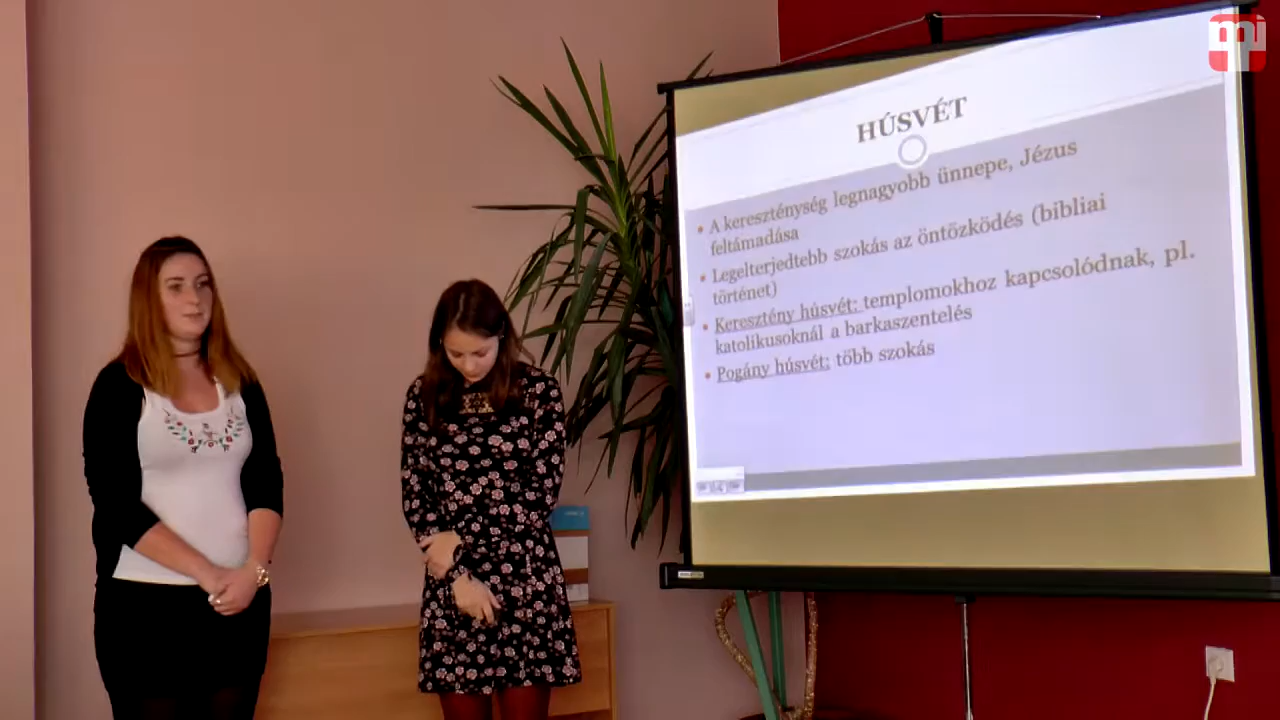 HÚSVÉT
• A kereszténység legnagyobb ünnepe, Jézus
feltámadása
• Legelterjedtebb szokás az öntözködés (bibliai
történet)
• Keresztény húsvét: templomokhoz kapcsolódnak, pl.
katolikusoknál a barkaszentelés
• Pogány húsvét: több szokás